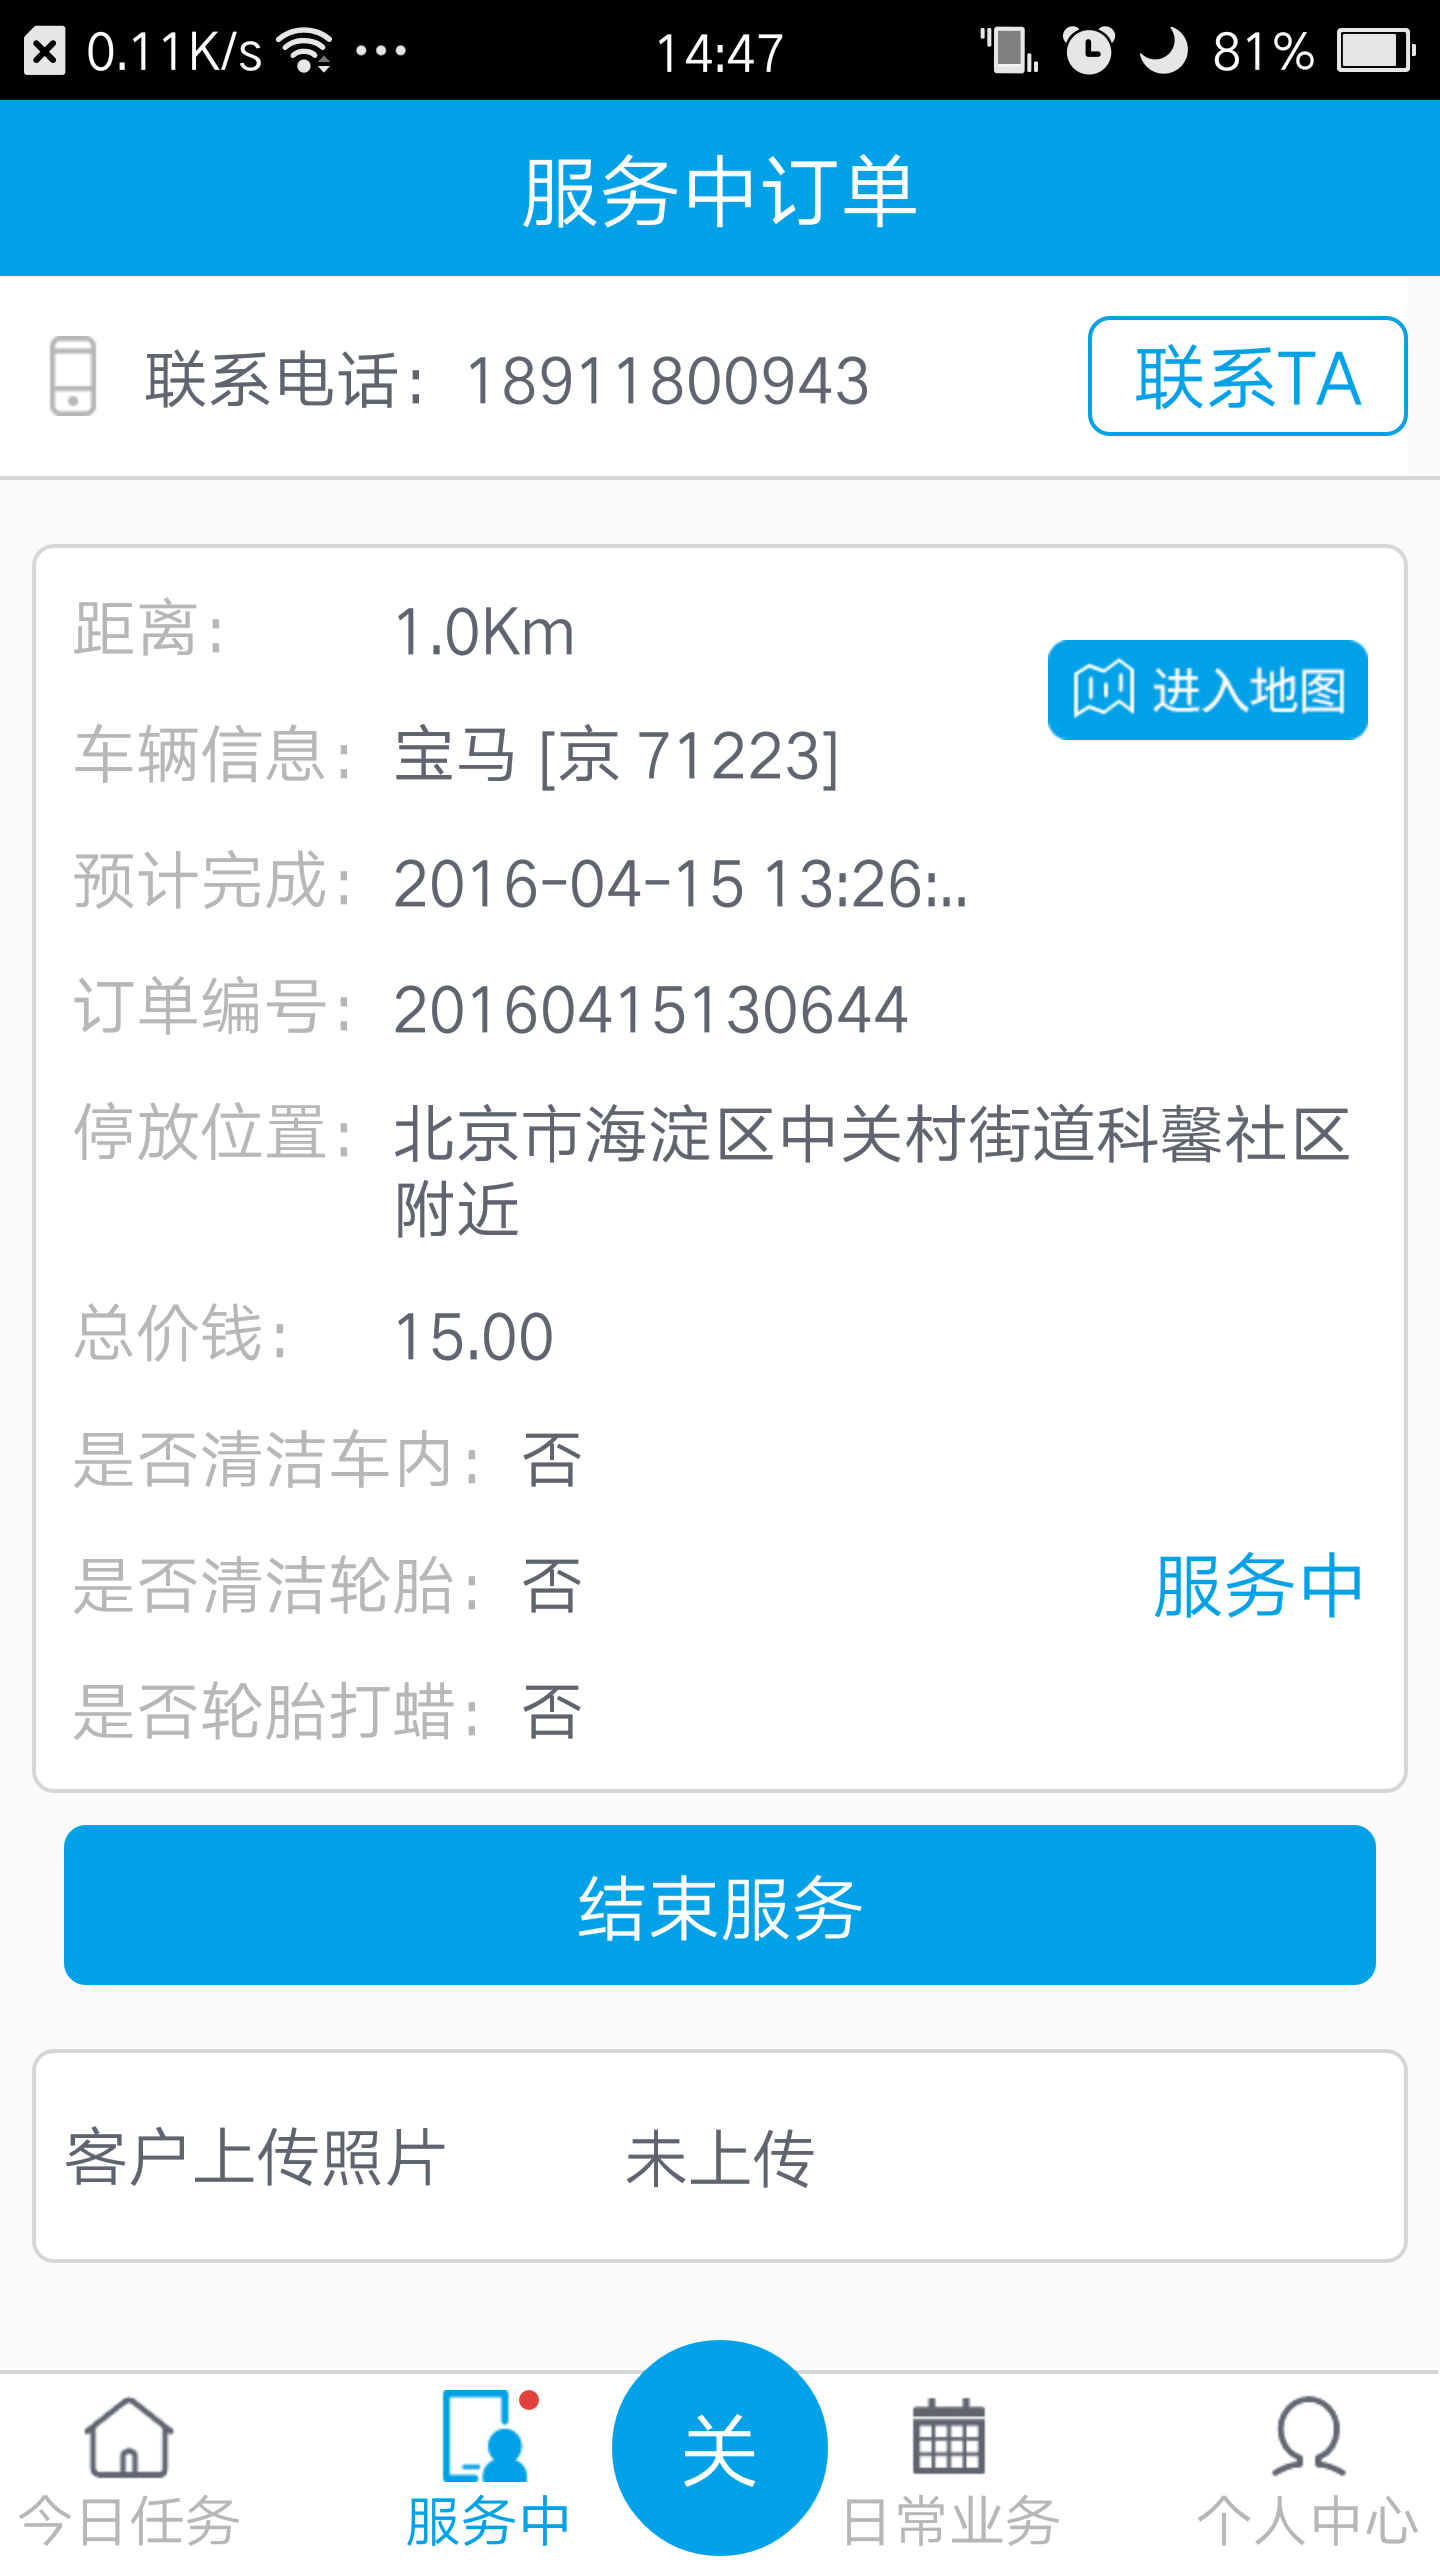 0.11K/s ... 14:47 81%
服务中订单
联系电话：18911800943 联系TA
距离： 1.0Km
进入地图
车辆信息： 宝马 [京 71223]
预计完成： 2016-04-15 13:26:..
订单编号： 20160415130644
停放位置： 北京市海淀区中关村街道科馨社区
附近
总价钱： 15.00
是否清洁车内： 否
是否清洁轮胎： 否
服务中
是否轮胎打蜡： 否
结束服务
客户上传照片 未上传
关
今日任务 服务中 日常业务 个人中心